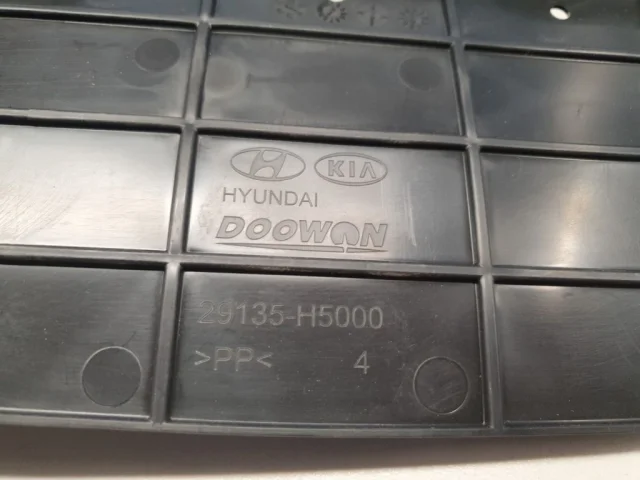 H KIA
HYUNDAI
DOOWON
29135-H5000
>PP< 4